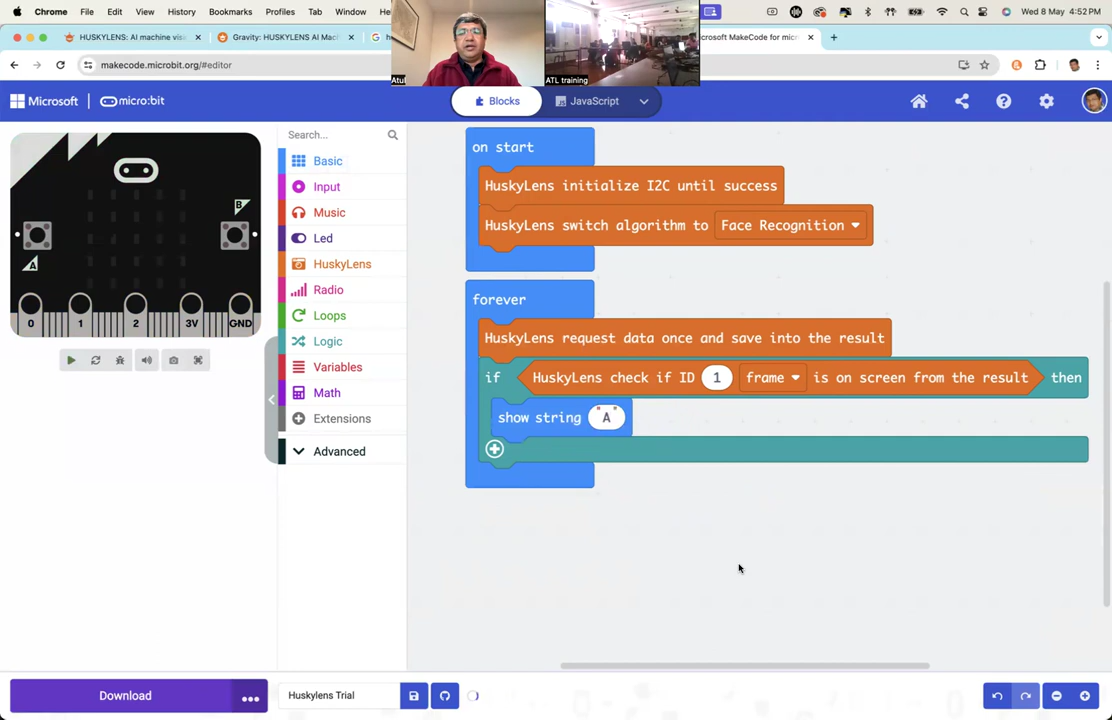 Chrome File Edit View History Bookmarks Profiles Tab Window Wed 8 May 4:52 PM
HUSKYLENS: AI machine visi
Gravity: HUSKYLENS AI Mach
icrosoft MakeCode for micr
makecode.microbit.org/#editor
Atul
ATL training
Microsoft micro:bit Blocks JavaScript
Search...
Basic
Input
Music
Led
HuskyLens
Radio
Loops
Logic
Variables
Math
Extensions
Advanced
A
B
0 1 2 3V GND
on start
HuskyLens initialize I2C until success
HuskyLens switch algorithm to Face Recognition
forever
HuskyLens request data once and save into the result
if HuskyLens check if ID 1 frame is on screen from the result then
show string "A"
Download ... Huskylens Trial